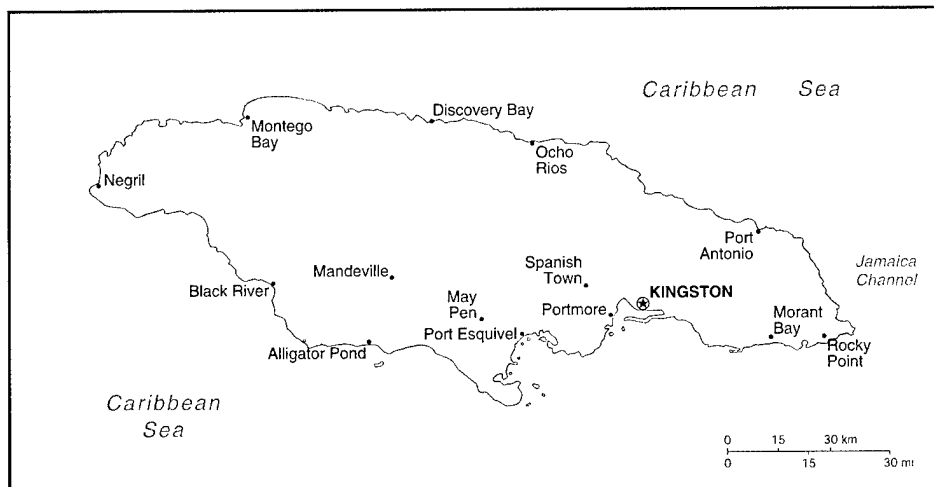 Caribbean Sea
Discovery Bay
Montego
Bay
Ocho
Rios
Negril
Port
Antonio
Jamaica
Channel
Spanish
Town
Mandeville
Black River
KINGSTON
May
Pen
Portmore
Morant
Bay
Port Esquivel
Alligator Pond
Rocky
Point
Caribbean
Sea
0 15 30 km
0 15 30 mi